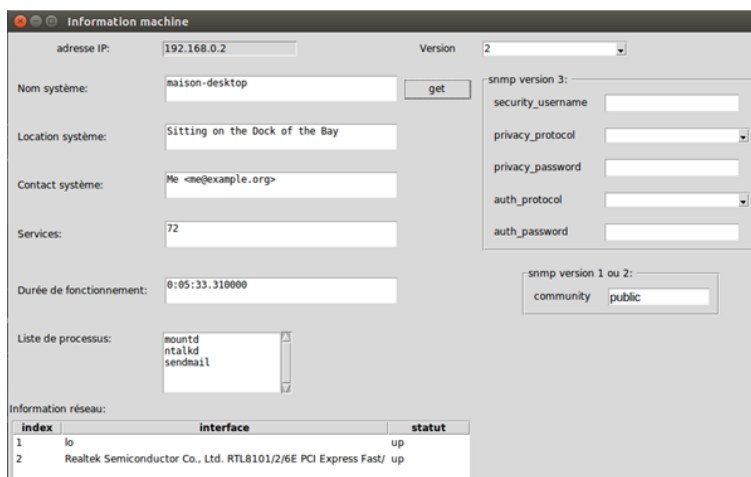 Information machine
adresse IP: 192.168.0.2 Version 2
Nom système: maison-desktop get
snmp version 3:
security_username
Location système: Sitting on the Dock of the Bay
privacy_protocol
privacy_password
Contact système: Me <me@example.org>
auth_protocol
Services: 72
auth_password
Durée de fonctionnement: 0:05:33.310000
snmp version 1 ou 2:
community public
Liste de processus: mountd
ntalkd
sendmail
Information réseau:
index interface statut
1 lo up
2 Realtek Semiconductor Co., Ltd. RTL8101/2/6E PCI Express Fast/ up